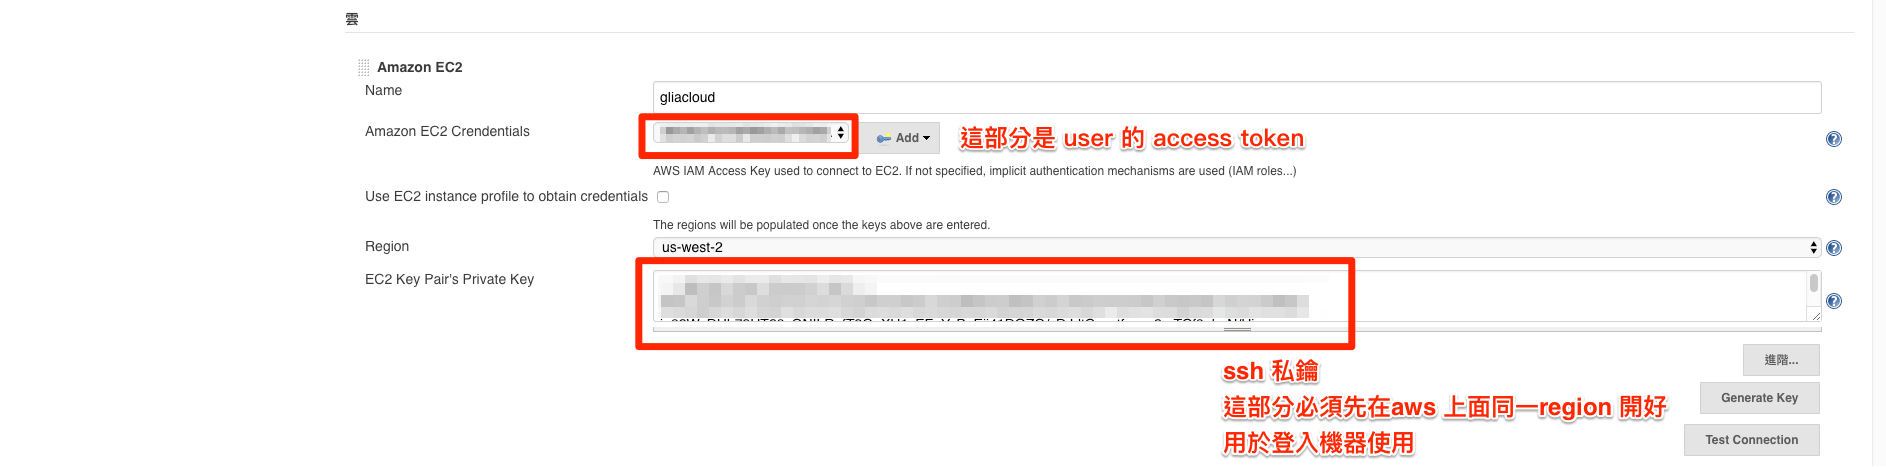 雲
Amazon EC2
Name
gliacloud
Amazon EC2 Crendentials
Add
這部分是 user 的 access token
AWS IAM Access Key used to connect to EC2. If not specified, implicit authentication mechanisms are used (IAM roles...)
Use EC2 instance profile to obtain credentials
The regions will be populated once the keys above are entered.
Region
us-west-2
EC2 Key Pair's Private Key
ssh 私鑰
這部分必須先在aws 上面同一region 開好
用於登入機器使用
進階...
Generate Key
Test Connection